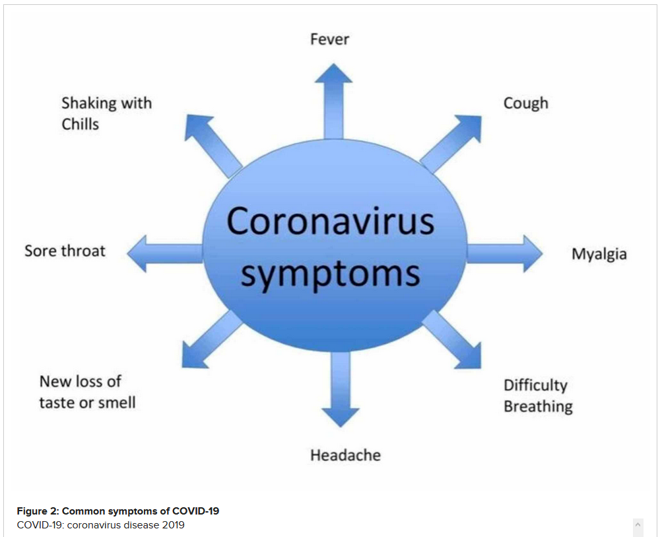 Fever
Shaking with
Chills
Cough
Coronavirus
symptoms
Sore throat
Myalgia
New loss of
taste or smell
Difficulty
Breathing
Headache
Figure 2: Common symptoms of COVID-19
COVID-19: coronavirus disease 2019